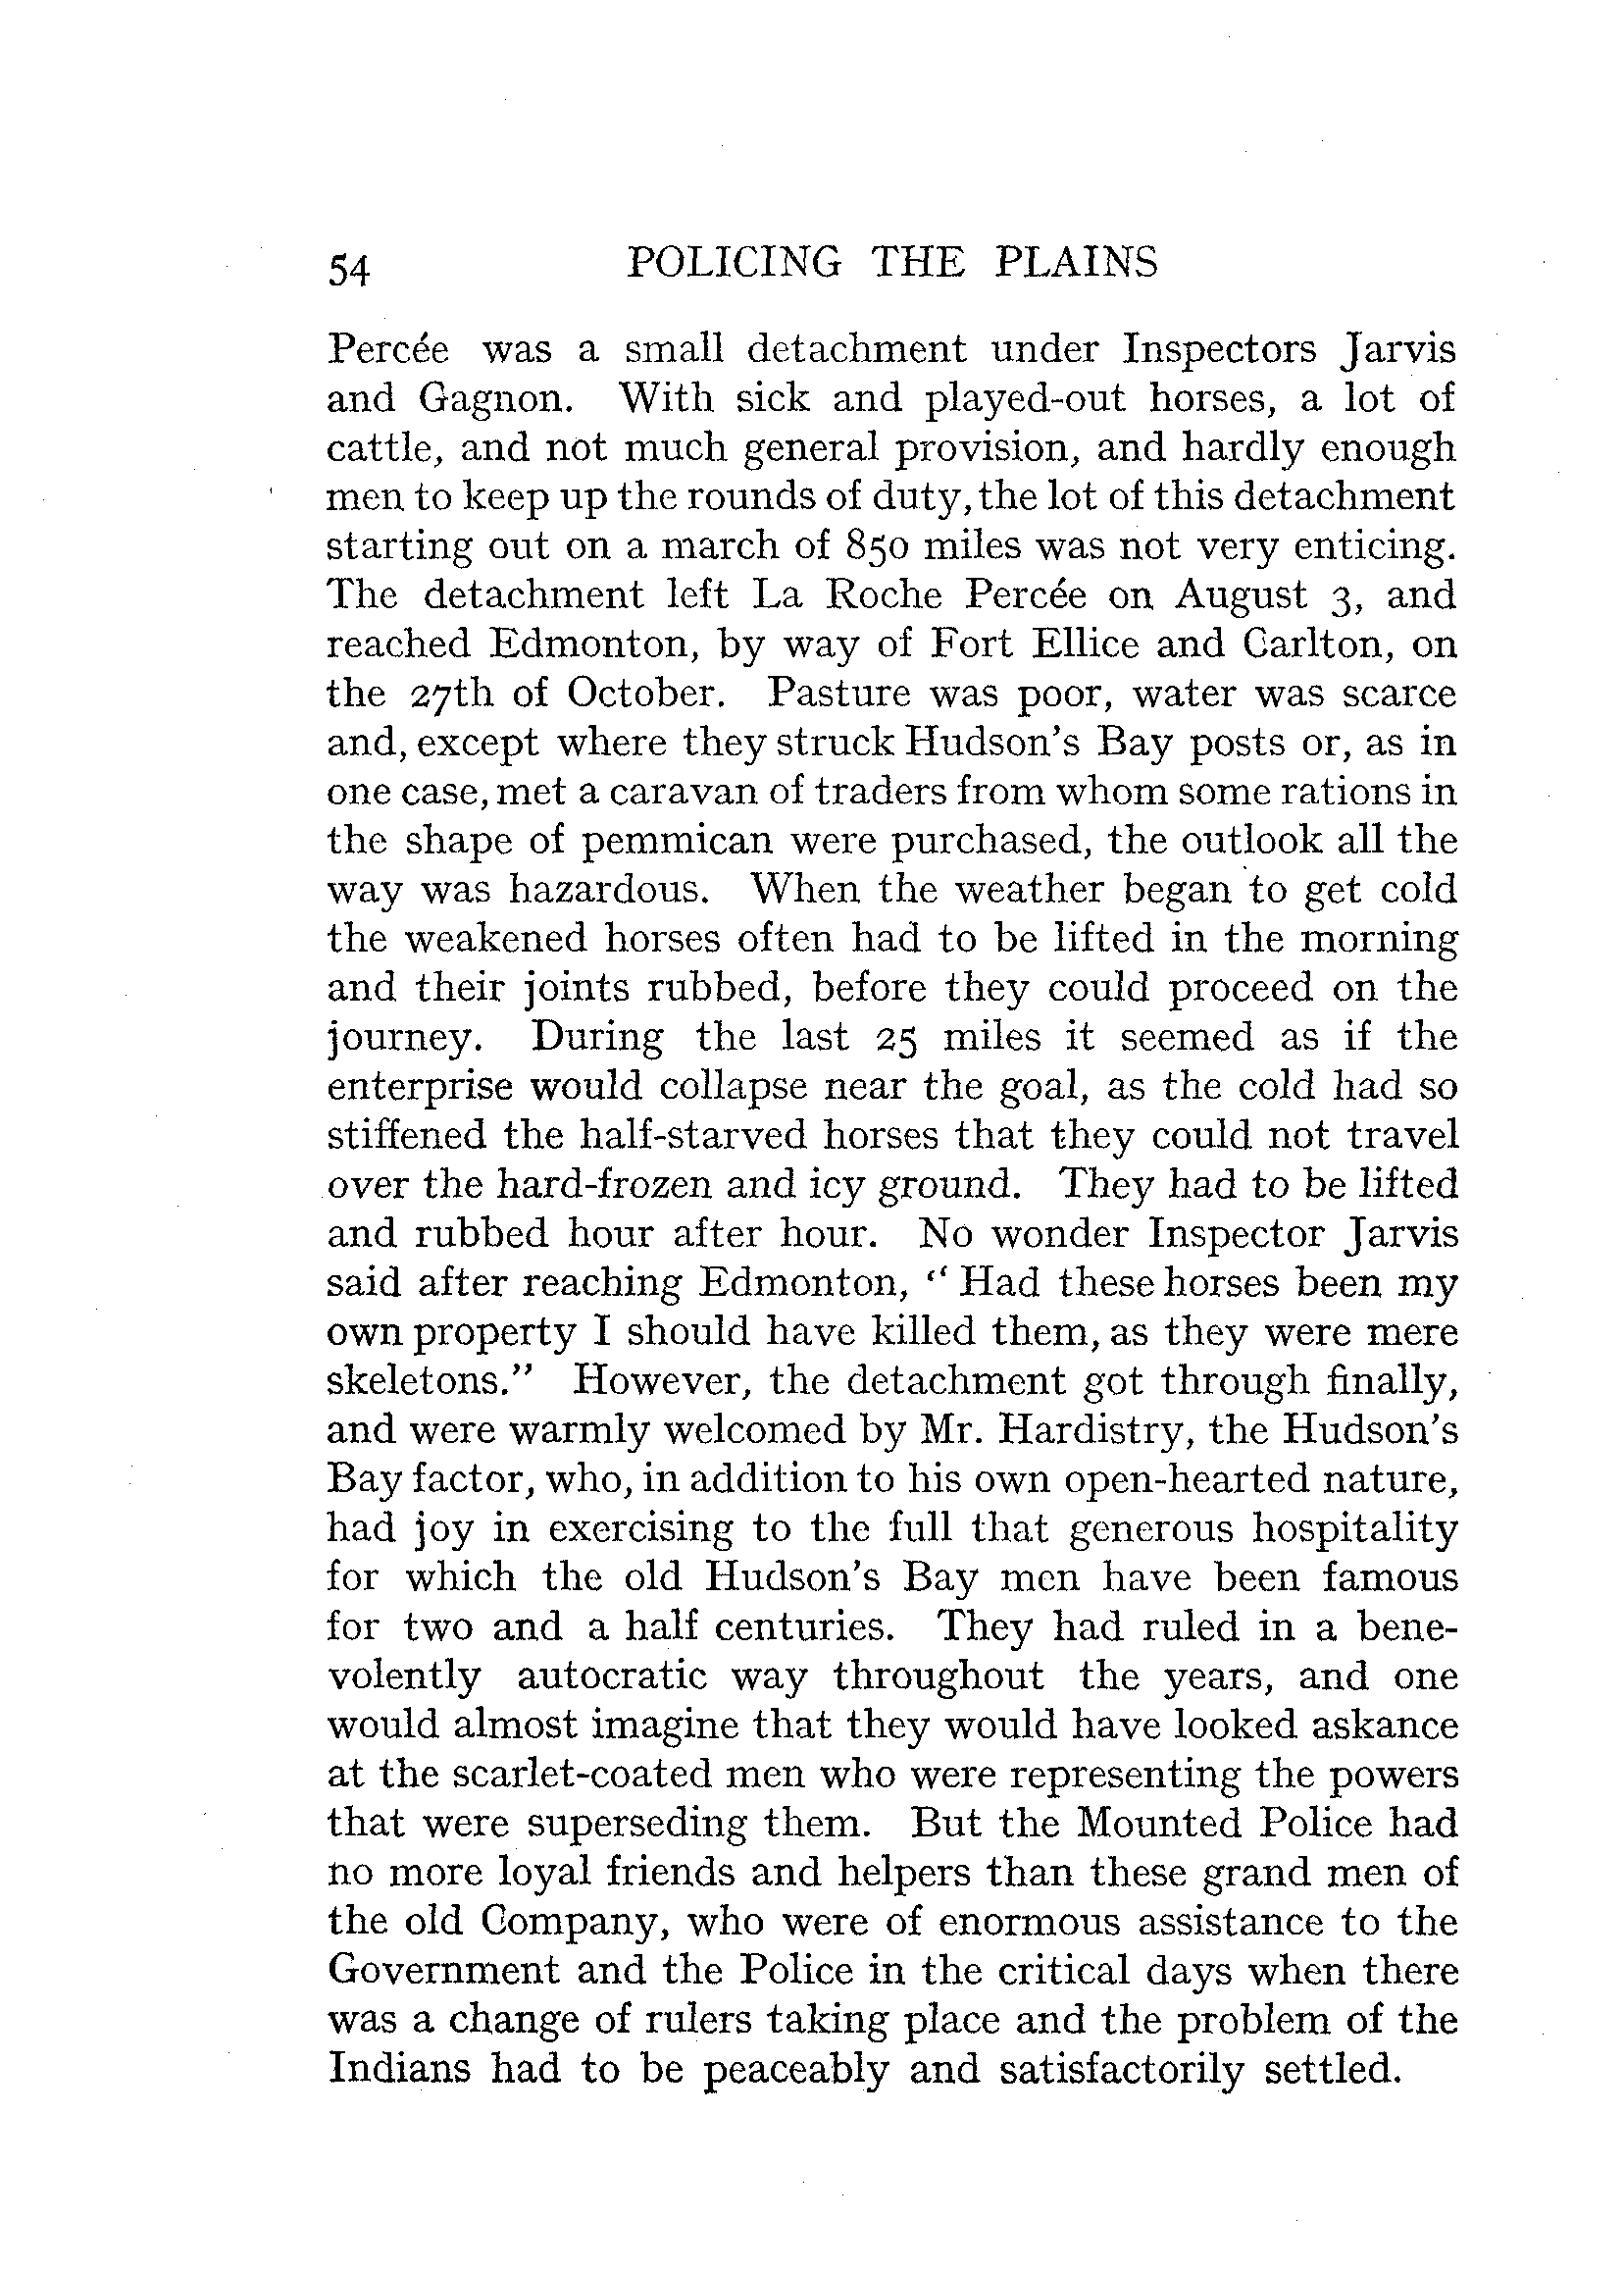 54 POLICING THE PLAINS
Percée was a small detachment under Inspectors Jarvis
and Gagnon. With sick and played-out horses, a lot of
cattle, and not much general provision, and hardly enough
men to keep up the rounds of duty, the lot of this detachment
starting out on a march of 850 miles was not very enticing.
The detachment left La Roche Percée on August 3, and
reached Edmonton, by way of Fort Ellice and Carlton, on
the 27th of October. Pasture was poor, water was scarce
and, except where they struck Hudson's Bay posts or, as in
one case, met a caravan of traders from whom some rations in
the shape of pemmican were purchased, the outlook all the
way was hazardous. When the weather began to get cold
the weakened horses often had to be lifted in the morning
and their joints rubbed, before they could proceed on the
journey. During the last 25 miles it seemed as if the
enterprise would collapse near the goal, as the cold had so
stiffened the half-starved horses that they could not travel
over the hard-frozen and icy ground. They had to be lifted
and rubbed hour after hour. No wonder Inspector Jarvis
said after reaching Edmonton, “ Had these horses been my
own property I should have killed them, as they were mere
skeletons.” However, the detachment got through finally,
and were warmly welcomed by Mr. Hardistry, the Hudson's
Bay factor, who, in addition to his own open-hearted nature,
had joy in exercising to the full that generous hospitality
for which the old Hudson's Bay men have been famous
for two and a half centuries. They had ruled in a bene-
volently autocratic way throughout the years, and one
would almost imagine that they would have looked askance
at the scarlet-coated men who were representing the powers
that were superseding them. But the Mounted Police had
no more loyal friends and helpers than these grand men of
the old Company, who were of enormous assistance to the
Government and the Police in the critical days when there
was a change of rulers taking place and the problem of the
Indians had to be peaceably and satisfactorily settled.